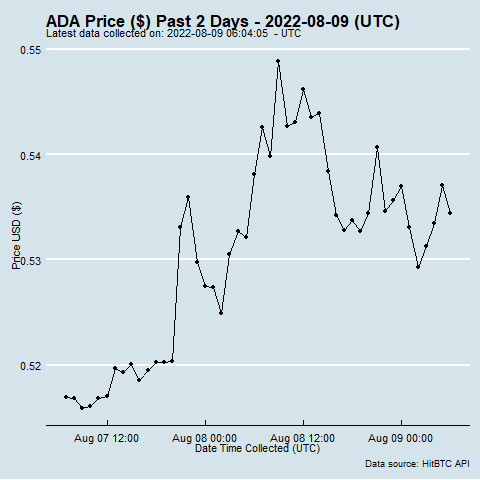 ADA Price ($) Past 2 Days - 2022-08-09 (UTC)
Latest data collected on: 2022-08-09 06:04:05 - UTC
0.55
0.54
0.53
0.52
Price USD ($)
Aug 07 12:00
Aug 08 00:00
Aug 08 12:00
Aug 09 00:00
Date Time Collected (UTC)
Data source: HitBTC API